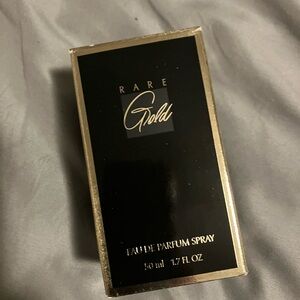 RARE
Gold
EAU DE PARFUM SPRAY
50 ml 1.7 FL. OZ